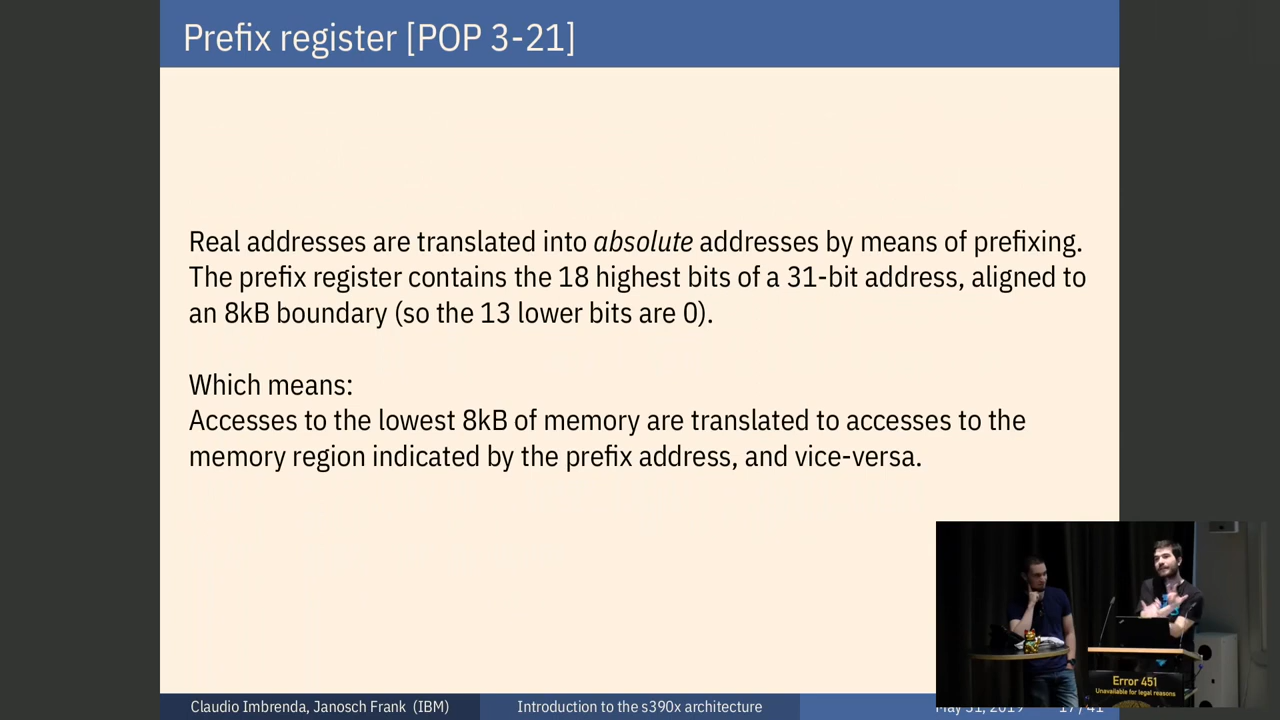 Prefix register [POP 3-21]
Real addresses are translated into absolute addresses by means of prefixing.
The prefix register contains the 18 highest bits of a 31-bit address, aligned to
an 8kB boundary (so the 13 lower bits are 0).
Which means:
Accesses to the lowest 8kB of memory are translated to accesses to the
memory region indicated by the prefix address, and vice-versa.
Error 451
Unavailable for legal reasons
Claudio Imbrenda, Janosch Frank (IBM)
Introduction to the s390x architecture
May 31, 2019
17 / 41